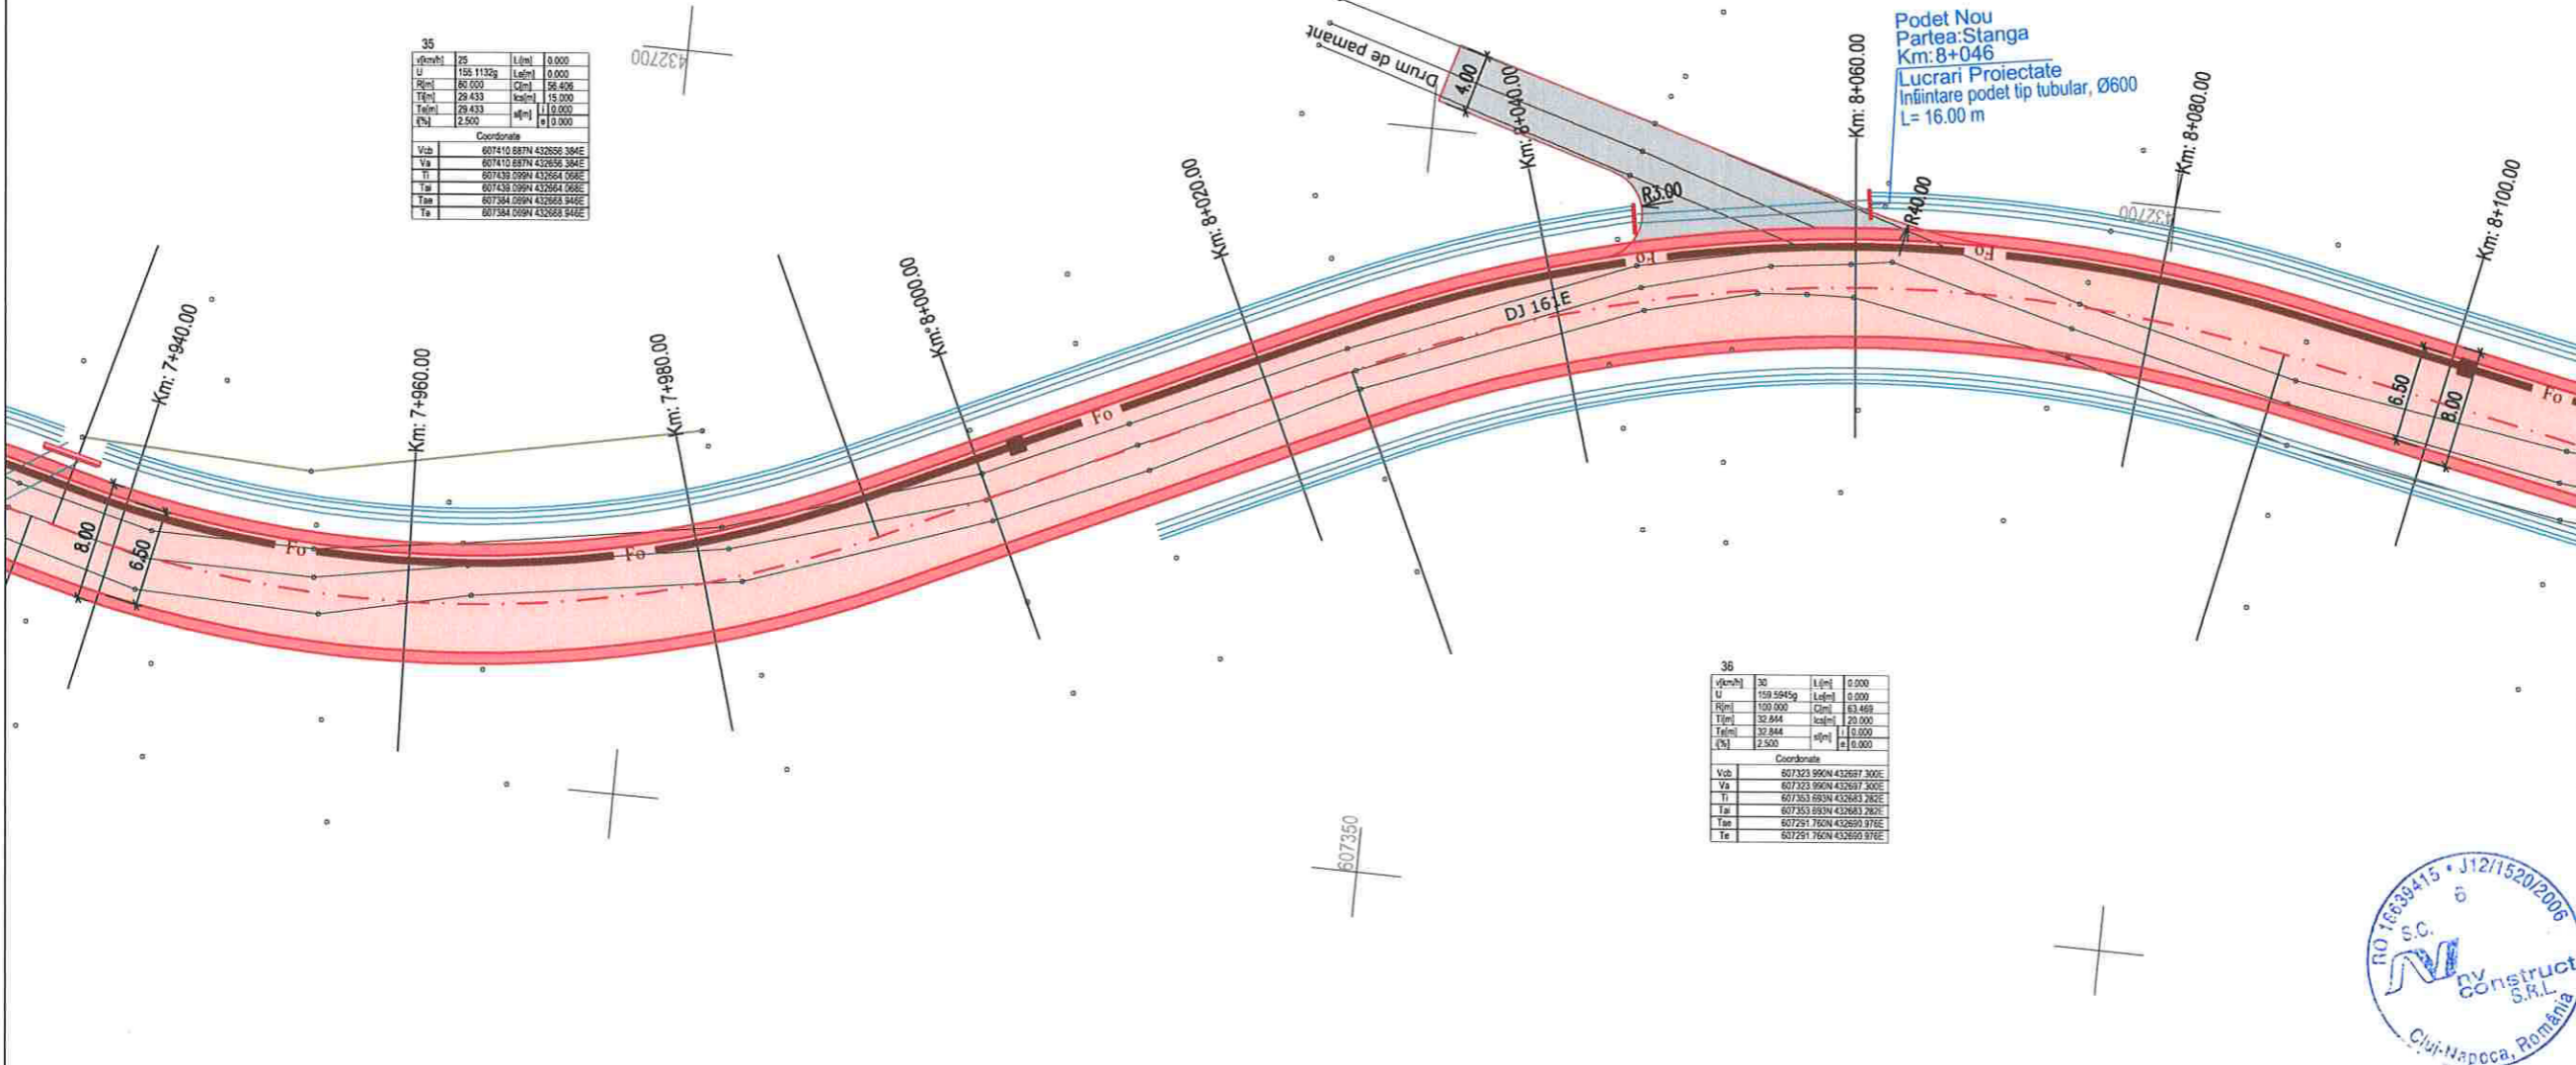 35
v[km/h] 25 Li[m] 0.000
U 155.1132g Le[m] 0.000
R[m] 80.000 C[m] 56.406
Ti[m] 29.433 lcs[m] 15.000
Te[m] 29.433 sl[m] i 0.000
i[%] 2.500 e 0.000
Coordonate
Vcb 607410.687N 432656.384E
Va 607410.687N 432656.384E
Ti 607439.099N 432664.068E
Tai 607439.099N 432664.068E
Tae 607384.089N 432668.946E
Te 607384.089N 432668.946E
432700
Drum de pamant
4.00
Podet Nou
Partea:Stanga
Km:8+046
Lucrari Proiectate
Infiintare podet tip tubular, Ø600
L= 16.00 m
Km: 7+940.00
Km: 7+960.00
Km: 7+980.00
Km: 8+000.00
Km: 8+020.00
Km: 8+040.00
Km: 8+060.00
Km: 8+080.00
Km: 8+100.00
R3.00
R40.00
432700
DJ 161E
Fo
Fo
Fo
Fo
Fo
Fo
8.00
6.50
6.50
8.00
36
v[km/h] 30 Li[m] 0.000
U 159.5945g Le[m] 0.000
R[m] 100.000 C[m] 63.469
Ti[m] 32.844 lcs[m] 20.000
Te[m] 32.844 sl[m] i 0.000
i[%] 2.500 e 0.000
Coordonate
Vcb 607323.990N 432697.300E
Va 607323.990N 432697.300E
Ti 607353.693N 432683.282E
Tai 607353.693N 432683.282E
Tae 607291.760N 432690.976E
Te 607291.760N 432690.976E
607350
RO 18639415 • J12/1520/2006
6
S.C.
nv construct
S.R.L.
Cluj-Napoca, România